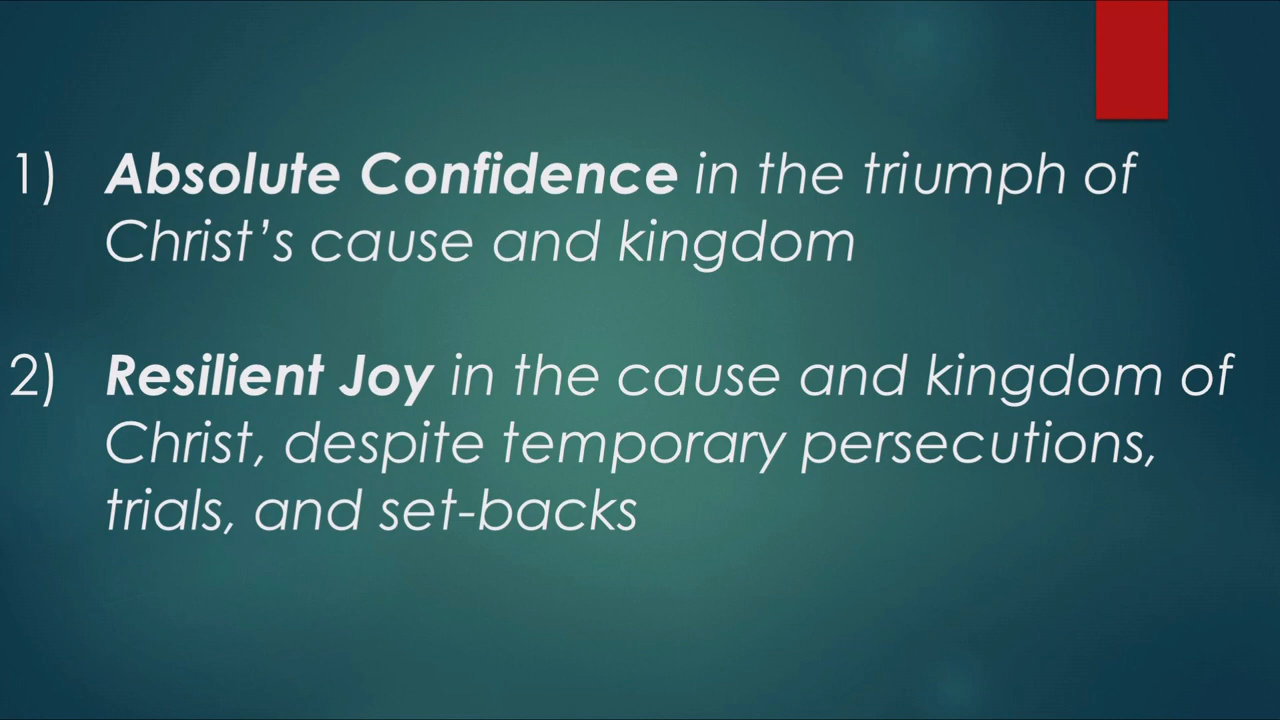 1) Absolute Confidence in the triumph of
Christ’s cause and kingdom
2) Resilient Joy in the cause and kingdom of
Christ, despite temporary persecutions,
trials, and set-backs